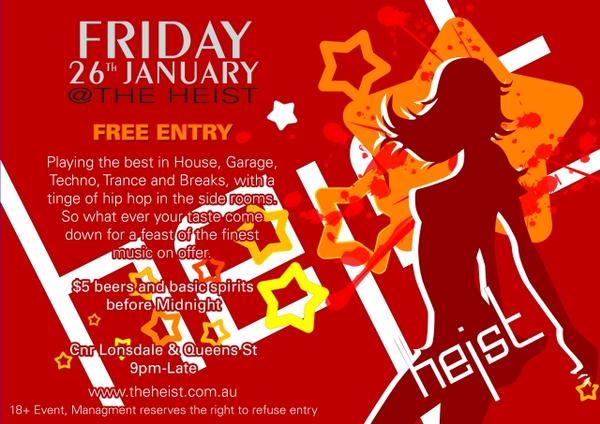 FRIDAY
26TH JANUARY
@THE HEIST
FREE ENTRY
Playing the best in House, Garage,
Techno, Trance and Breaks, with a
tinge of hip hop in the side rooms.
So what ever your taste come
down for a feast of the finest
music on offer.
$5 beers and basic spirits
before Midnight
Cnr Lonsdale & Queens St
9pm-Late
www.theheist.com.au
18+ Event, Managment reserves the right to refuse entry
heist
heist